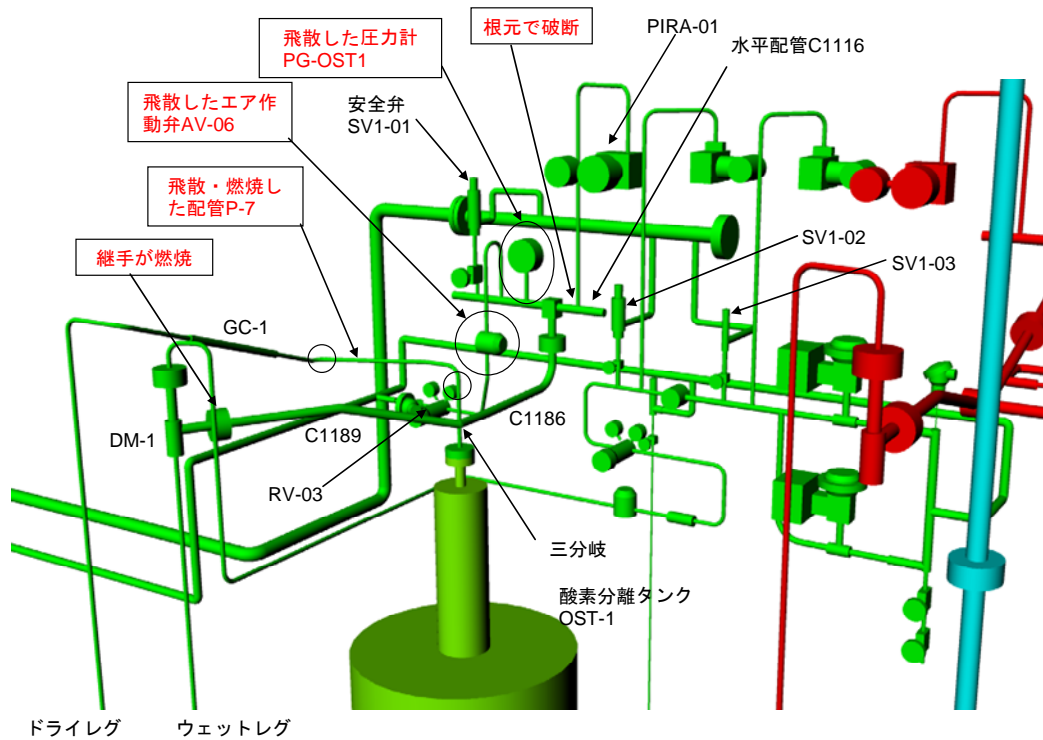 飛散した圧力計
PG-OST1
根元で破断
PIRA-01
水平配管C1116
飛散したエア作
動弁AV-06
安全弁
SV1-01
飛散・燃焼し
た配管P-7
継手が燃焼
SV1-02
SV1-03
GC-1
DM-1
C1189
C1186
RV-03
三分岐
酸素分離タンク
OST-1
ドライレグ
ウェットレグ